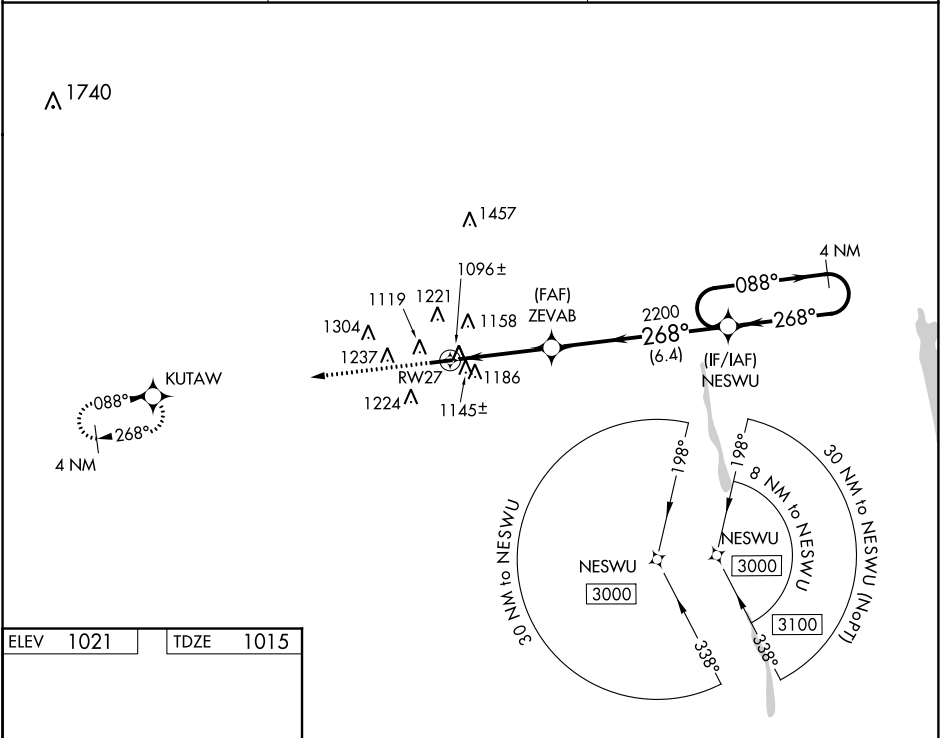 1740
1457
4 NM
088°
268°
1096±
(FAF)
ZEVAB
1119
1221
1158
1304
2200
268°
(6.4)
(IF/IAF)
NESWU
1237
RW27
1186
1224
1145±
KUTAW
088°
268°
4 NM
198°
198°
30 NM to NESWU
8 NM to NESWU
30 NM to NESWU (NoPT)
NESWU
3000
NESWU
3000
3100
338°
338°
ELEV 1021
TDZE 1015